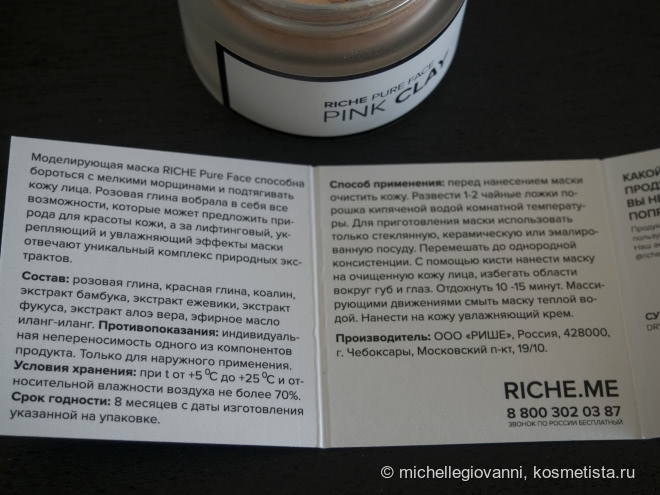 RICHE PURE FACE
PINK CLAY
Моделирующая маска RICHE Pure Face способна
бороться с мелкими морщинами и подтягивать
кожу лица. Розовая глина вобрала в себя все
возможности, которые может предложить при-
рода для красоты кожи, а за лифтинговый, ук-
репляющий и увлажняющий эффекты маски
отвечают уникальный комплекс природных экс-
трактов.
Состав: розовая глина, красная глина, коалин,
экстракт бамбука, экстракт ежевики, экстракт
фукуса, экстракт алоэ вера, эфирное масло
иланг-иланг. Противопоказания: индивидуаль-
ная непереносимость одного из компонентов
продукта. Только для наружного применения.
Условия хранения: при t от +5 ⁰С до +25 ⁰С и от-
носительной влажности воздуха не более 70%.
Срок годности: 8 месяцев с даты изготовления
указанной на упаковке.
Способ применения: перед нанесением маски
очистить кожу. Развести 1-2 чайные ложки по-
рошка кипяченой водой комнатной температу-
ры. Для приготовления маски использовать
только стеклянную, керамическую или эмалиро-
ванную посуду. Перемешать до однородной
консистенции. С помощью кисти нанести маску
на очищенную кожу лица, избегать области
вокруг губ и глаз. Отдохнуть 10 -15 минут. Масси-
рующими движениями смыть маску теплой во-
дой. Нанести на кожу увлажняющий крем.
Производитель: ООО «РИШЕ», Россия, 428000,
г. Чебоксары, Московский п-кт, 19/10.
RICHE.ME
8 800 302 03 87
ЗВОНОК ПО РОССИИ БЕСПЛАТНЫЙ
КАКОЙ
ВЫ НЕ
Наш
© michellegiovanni, kosmetista.ru